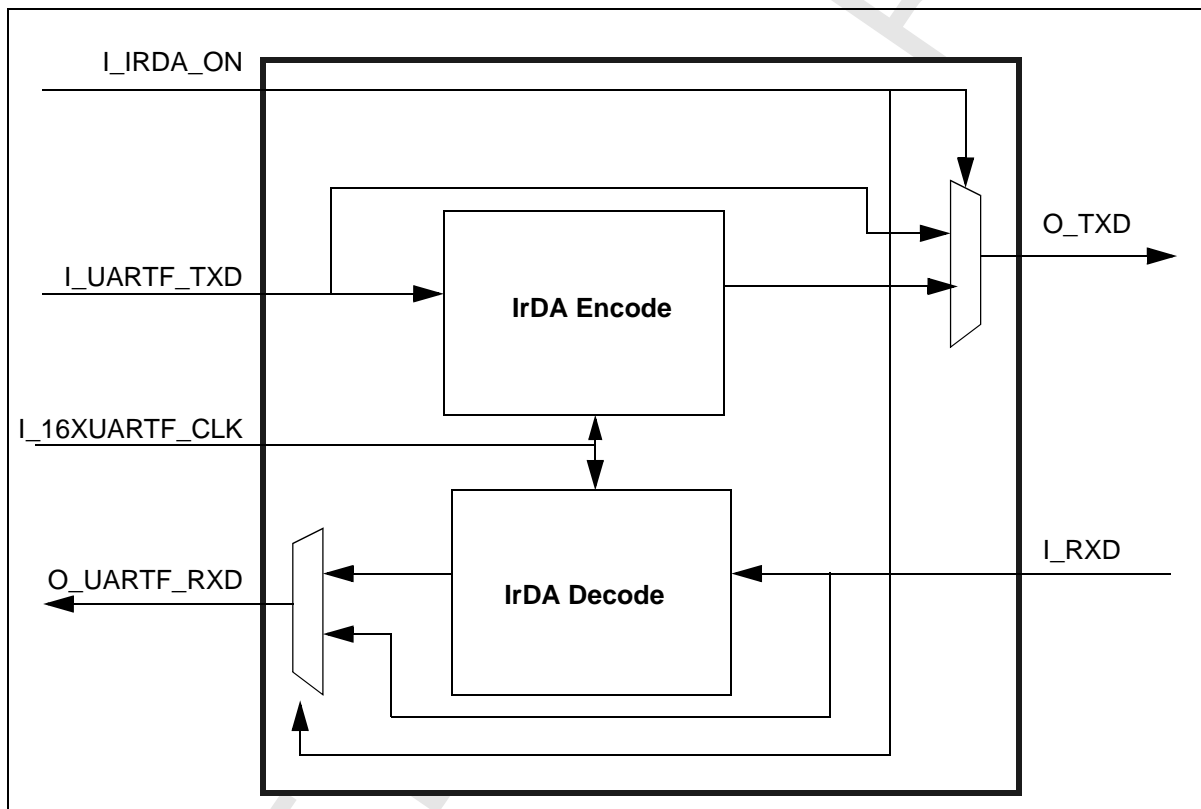 I_IRDA_ON
O_TXD
I_UARTF_TXD
IrDA Encode
I_16XUARTF_CLK
I_RXD
O_UARTF_RXD
IrDA Decode